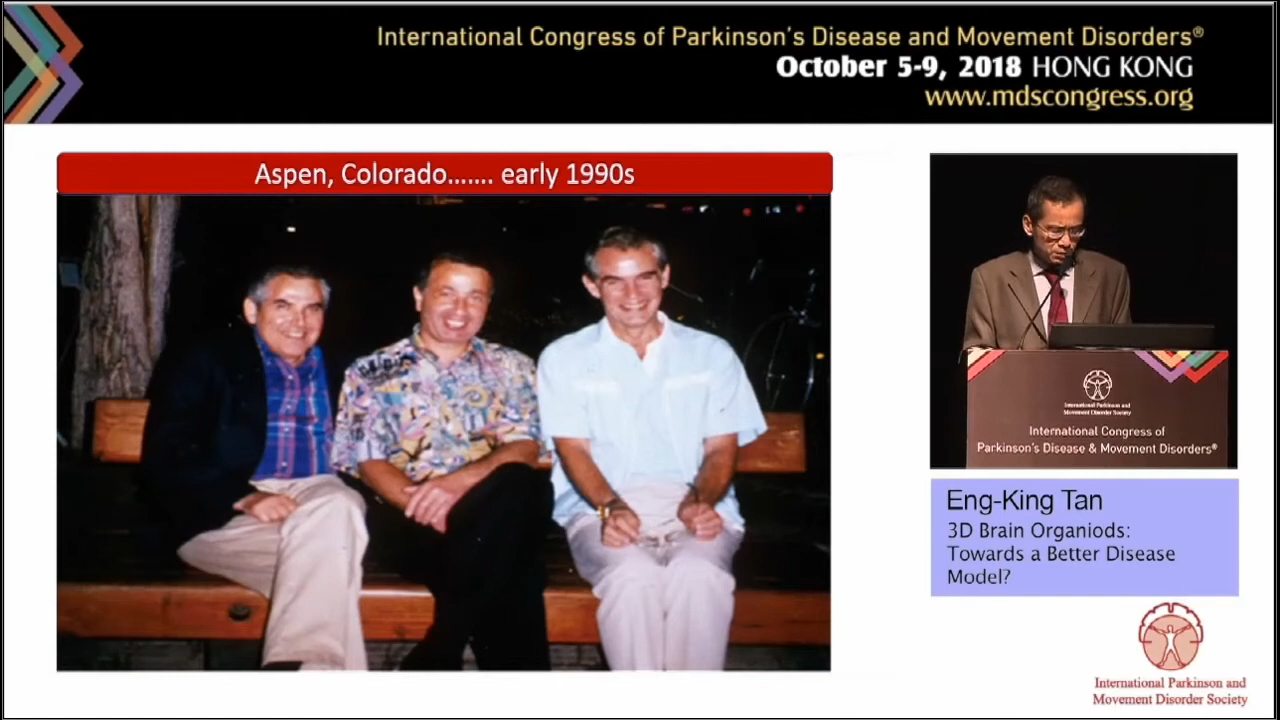 International Congress of Parkinson's Disease and Movement Disorders®
October 5-9, 2018 HONG KONG
www.mdscongress.org
Aspen, Colorado....... early 1990s
International Parkinson and
Movement Disorder Society
International Congress of
Parkinson's Disease & Movement Disorders®
Eng-King Tan
3D Brain Organiods:
Towards a Better Disease
Model?
International Parkinson and
Movement Disorder Society